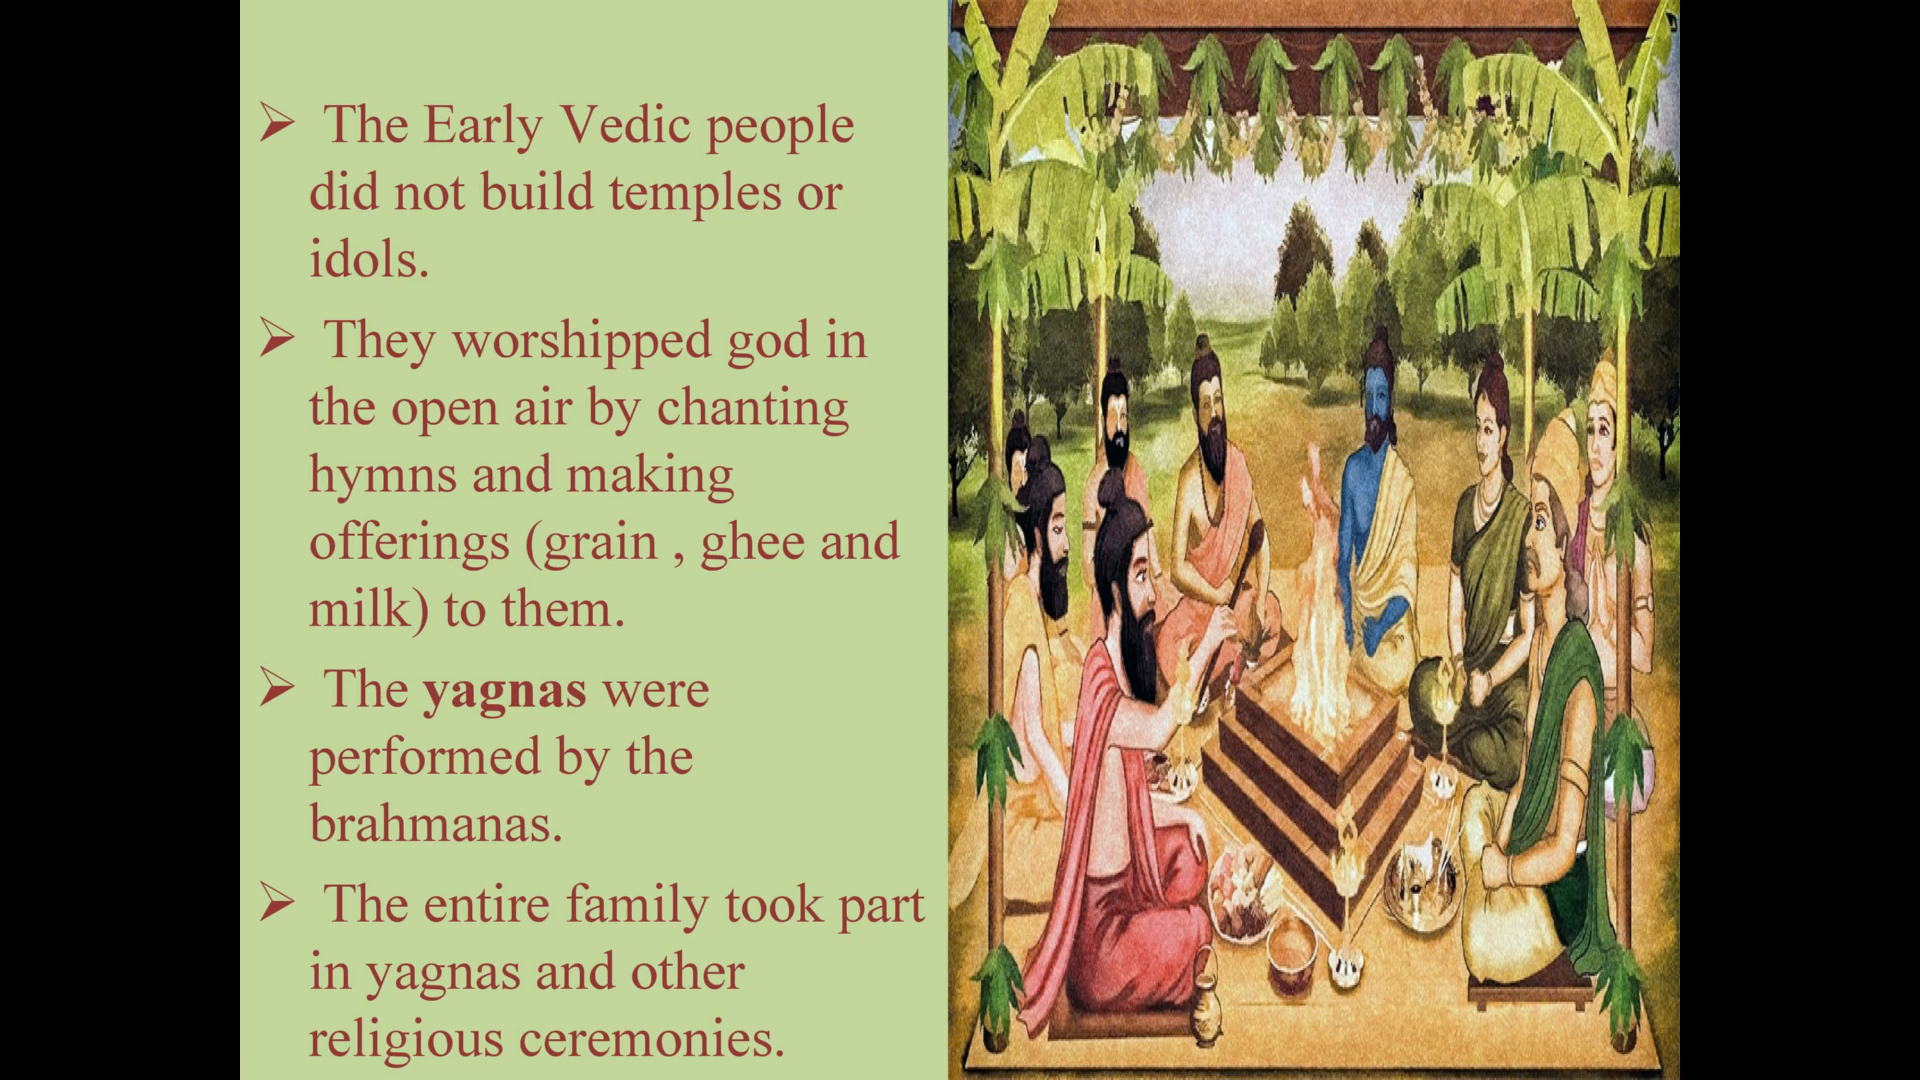 ➢ The Early Vedic people
did not build temples or
idols.
➢ They worshipped god in
the open air by chanting
hymns and making
offerings (grain , ghee and
milk) to them.
➢ The yagnas were
performed by the
brahmanas.
➢ The entire family took part
in yagnas and other
religious ceremonies.